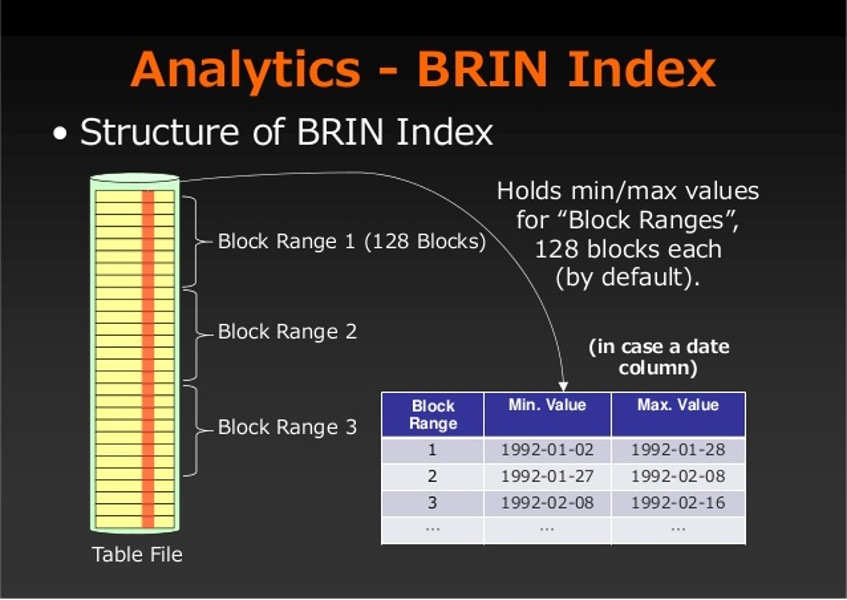 Analytics - BRIN Index
• Structure of BRIN Index
Holds min/max values
for “Block Ranges”,
128 blocks each
(by default).
Block Range 1 (128 Blocks)
Block Range 2
Block Range 3
Table File
(in case a date
column)
Block Range Min. Value Max. Value
1 1992-01-02 1992-01-28
2 1992-01-27 1992-02-08
3 1992-02-08 1992-02-16
... ... ...